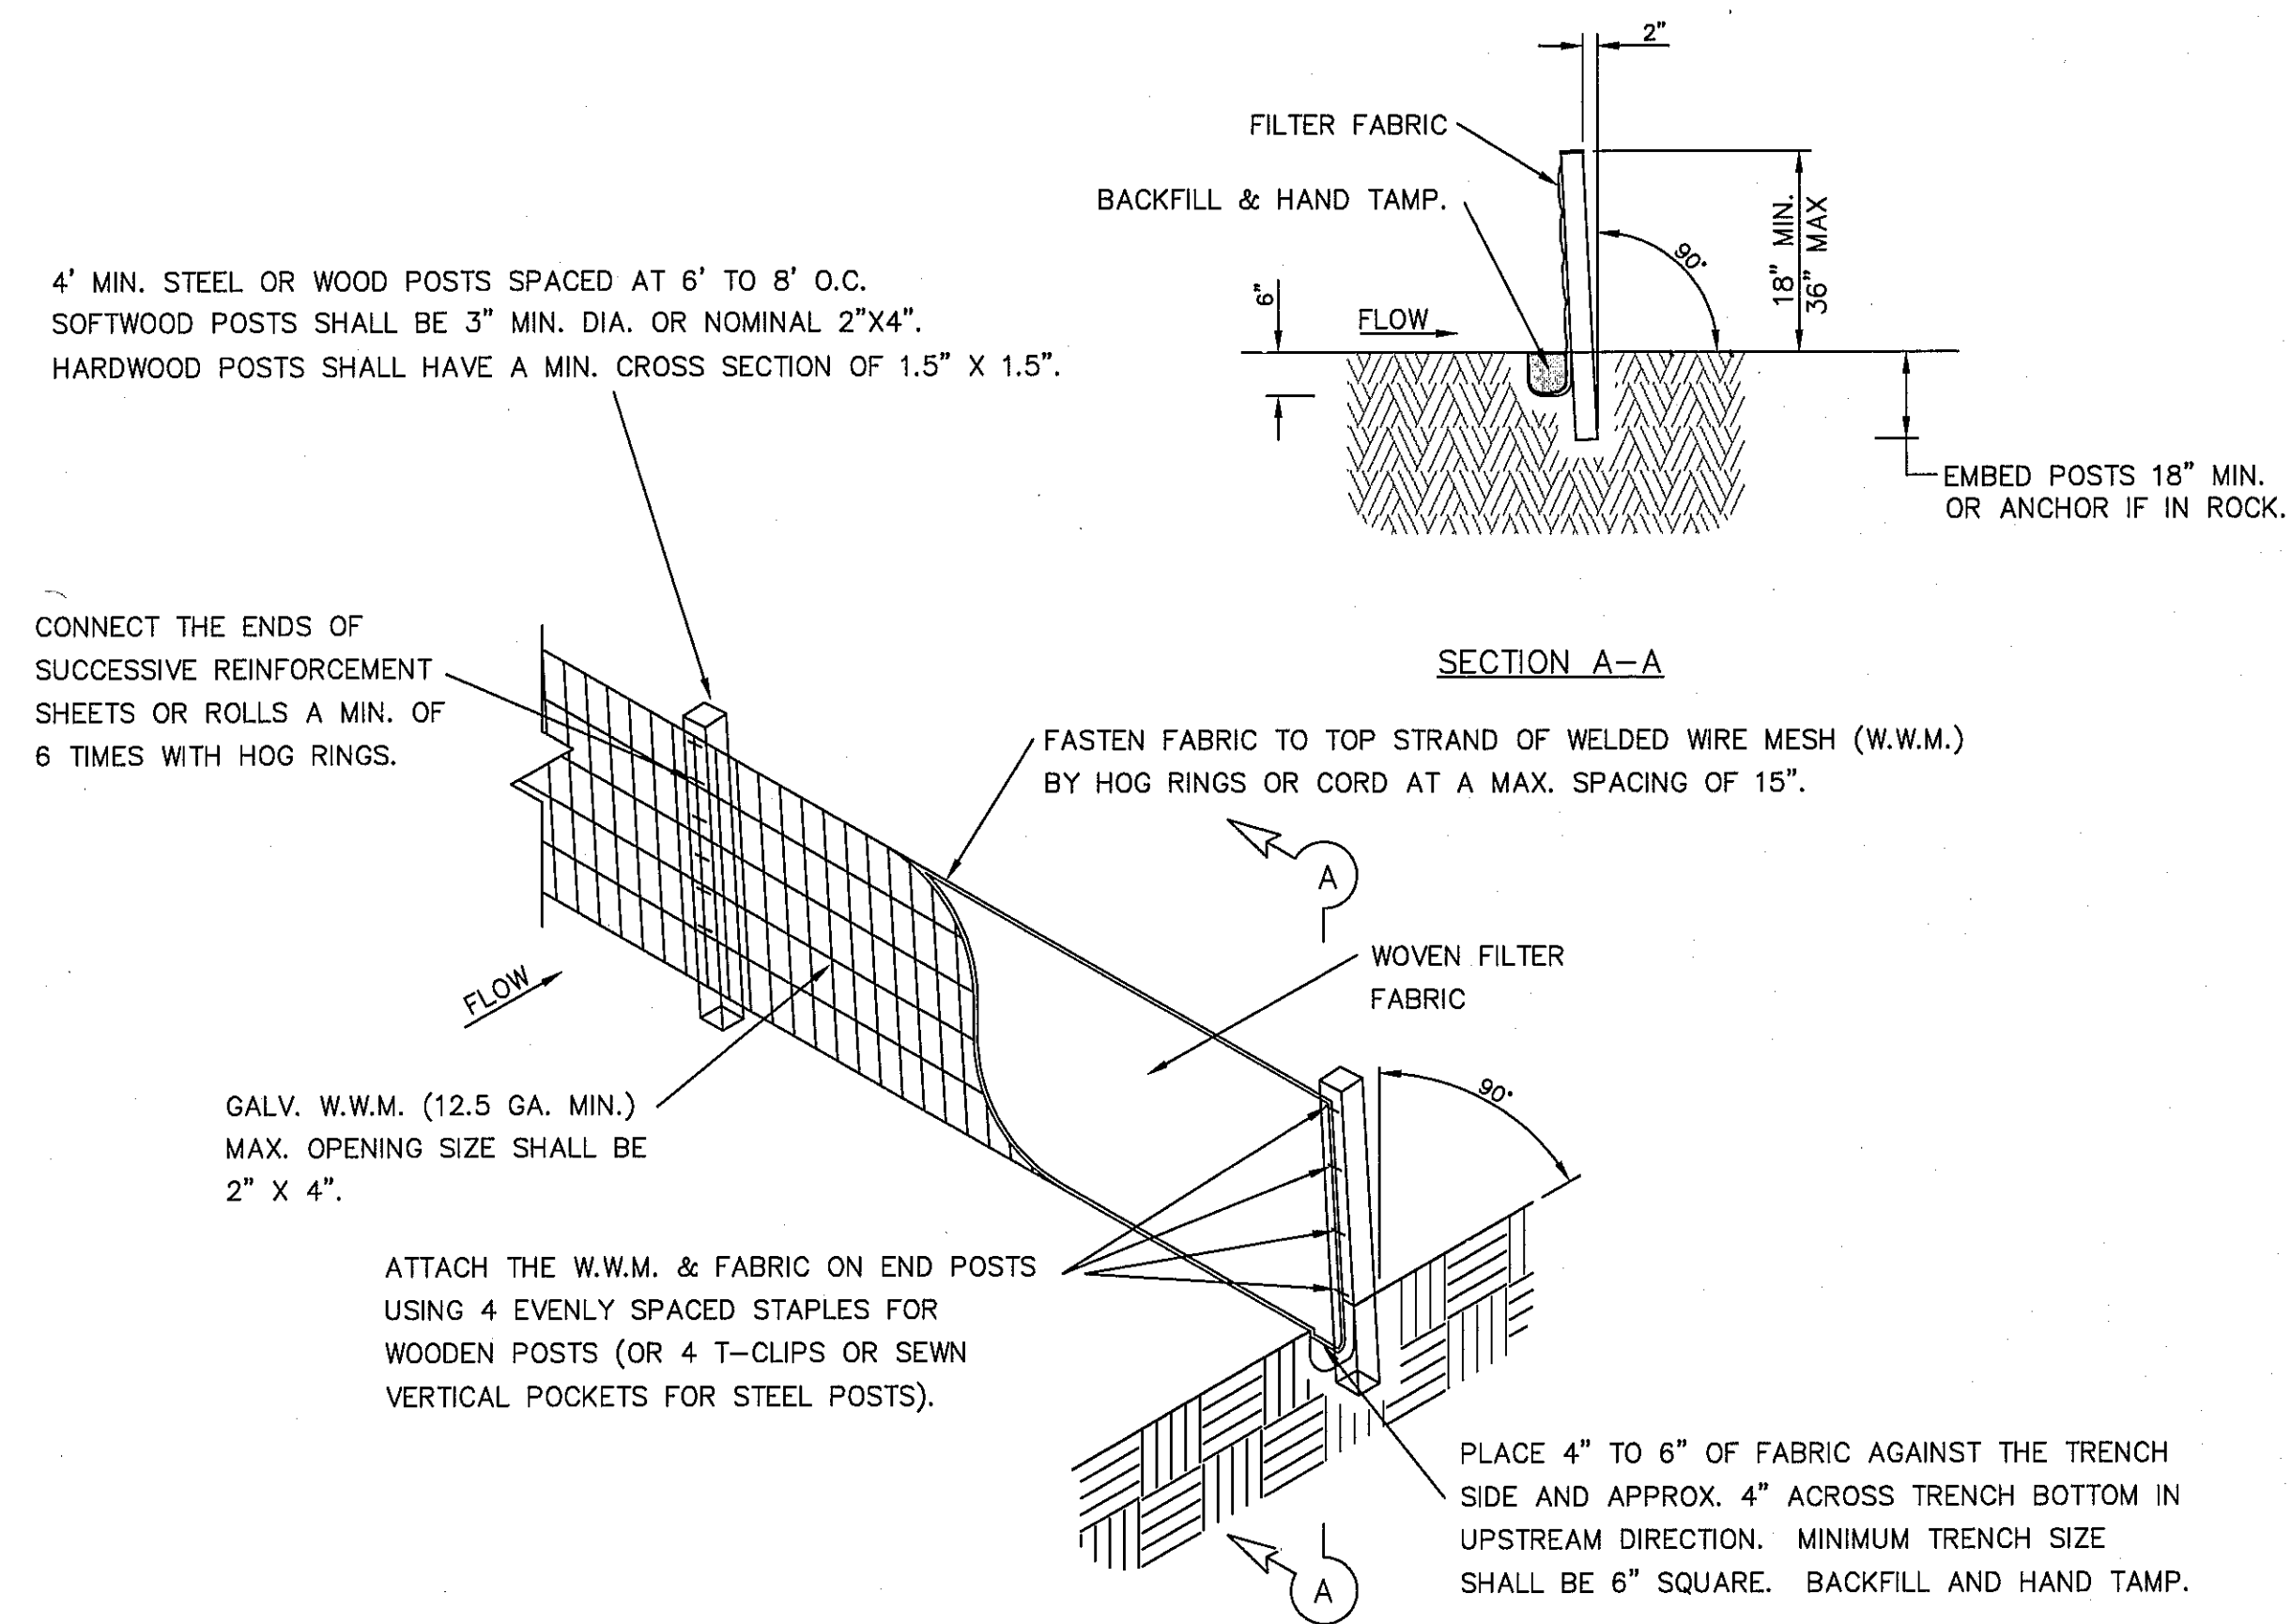 2"
FILTER FABRIC
BACKFILL & HAND TAMP.
18" MIN.
36" MAX
90°
6"
FLOW
4' MIN. STEEL OR WOOD POSTS SPACED AT 6' TO 8' O.C.
SOFTWOOD POSTS SHALL BE 3" MIN. DIA. OR NOMINAL 2"X4".
HARDWOOD POSTS SHALL HAVE A MIN. CROSS SECTION OF 1.5" X 1.5".
EMBED POSTS 18" MIN.
OR ANCHOR IF IN ROCK.
CONNECT THE ENDS OF
SUCCESSIVE REINFORCEMENT
SHEETS OR ROLLS A MIN. OF
6 TIMES WITH HOG RINGS.
SECTION A-A
FASTEN FABRIC TO TOP STRAND OF WELDED WIRE MESH (W.W.M.)
BY HOG RINGS OR CORD AT A MAX. SPACING OF 15".
A
WOVEN FILTER
FABRIC
FLOW
90°
GALV. W.W.M. (12.5 GA. MIN.)
MAX. OPENING SIZE SHALL BE
2" X 4".
ATTACH THE W.W.M. & FABRIC ON END POSTS
USING 4 EVENLY SPACED STAPLES FOR
WOODEN POSTS (OR 4 T-CLIPS OR SEWN
VERTICAL POCKETS FOR STEEL POSTS).
PLACE 4" TO 6" OF FABRIC AGAINST THE TRENCH
SIDE AND APPROX. 4" ACROSS TRENCH BOTTOM IN
UPSTREAM DIRECTION. MINIMUM TRENCH SIZE
SHALL BE 6" SQUARE. BACKFILL AND HAND TAMP.
A